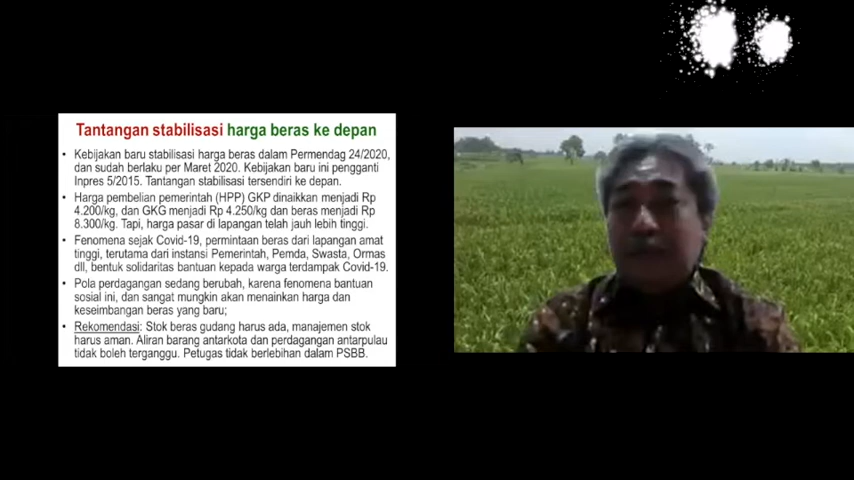 Tantangan stabilisasi harga beras ke depan
• Kebijakan baru stabilisasi harga beras dalam Permendag 24/2020,
dan sudah berlaku per Maret 2020. Kebijakan baru ini pengganti
Inpres 5/2015. Tantangan stabilisasi tersendiri ke depan.
• Harga pembelian pemerintah (HPP) GKP dinaikkan menjadi Rp
4.200/kg, dan GKG menjadi Rp 4.250/kg dan beras menjadi Rp
8.300/kg. Tapi, harga pasar di lapangan telah jauh lebih tinggi.
• Fenomena sejak Covid-19, permintaan beras dari lapangan amat
tinggi, terutama dari instansi Pemerintah, Pemda, Swasta, Ormas
dll, bentuk solidaritas bantuan kepada warga terdampak Covid-19.
• Pola perdagangan sedang berubah, karena fenomena bantuan
sosial ini, dan sangat mungkin akan menainkan harga dan
keseimbangan beras yang baru;
• Rekomendasi: Stok beras gudang harus ada, manajemen stok
harus aman. Aliran barang antarkota dan perdagangan antarpulau
tidak boleh terganggu. Petugas tidak berlebihan dalam PSBB.